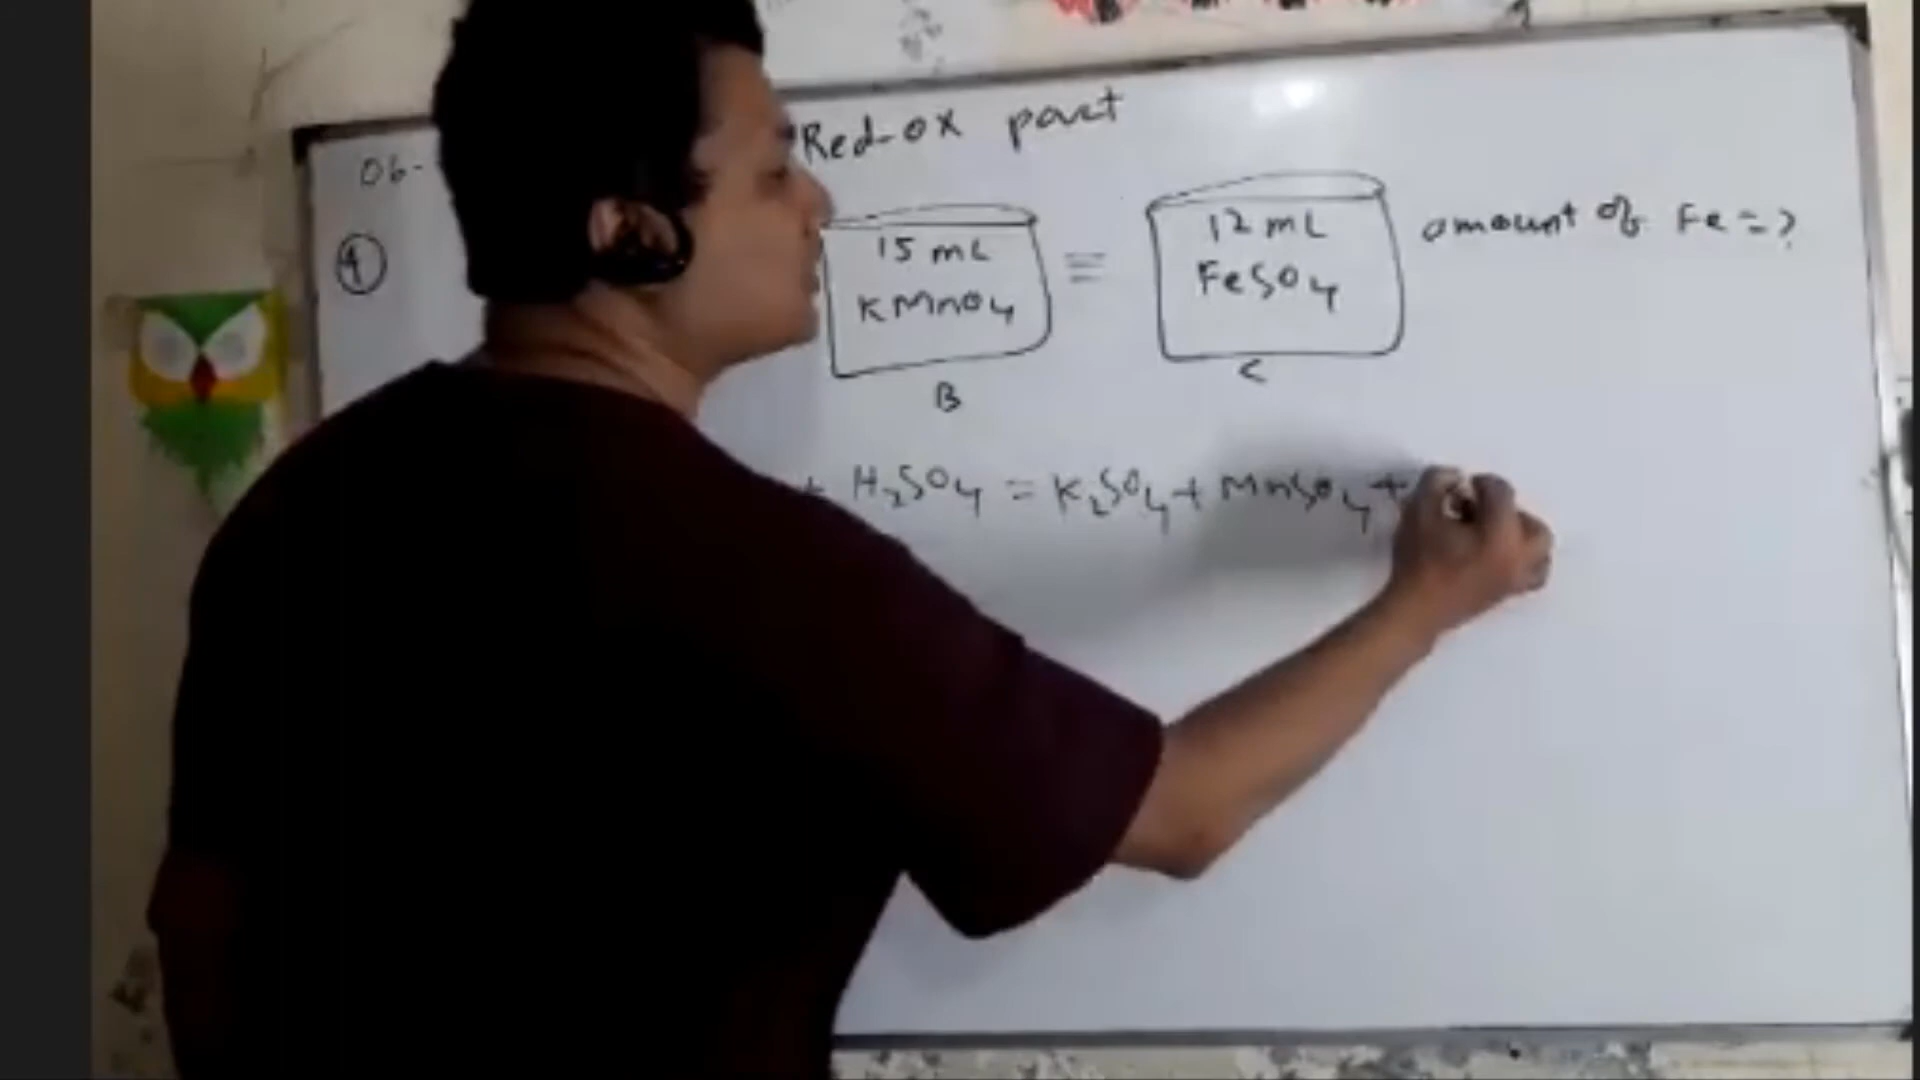 06-
Red-ox part
④
15 mL
KMnO4
B
≡
12 mL
FeSO4
C
amount of Fe = ?
+ H2SO4 = K2SO4 + MnSO4 +